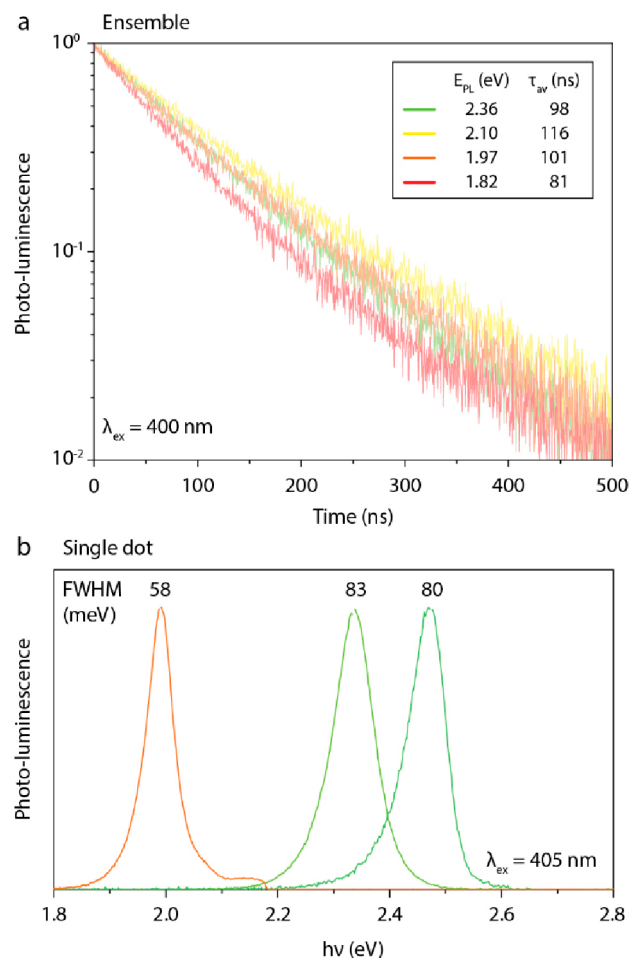 a Ensemble
10⁰
10⁻¹
10⁻²
Photo-luminescence
E_PL (eV) τ_av (ns)
2.36 98
2.10 116
1.97 101
1.82 81
λ_ex = 400 nm
0 100 200 300 400 500
Time (ns)
b Single dot
FWHM 58 83 80
(meV)
Photo-luminescence
λ_ex = 405 nm
1.8 2.0 2.2 2.4 2.6 2.8
hν (eV)